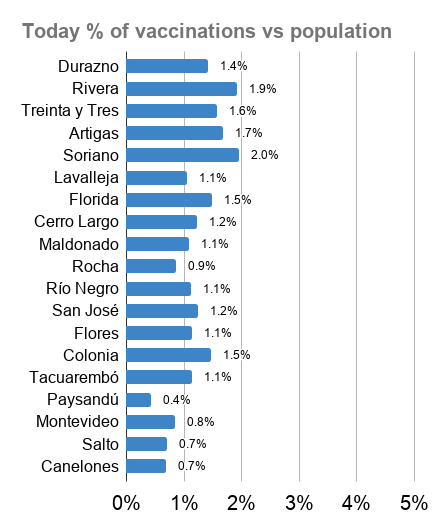 Today % of vaccinations vs population
Durazno 1.4%
Rivera 1.9%
Treinta y Tres 1.6%
Artigas 1.7%
Soriano 2.0%
Lavalleja 1.1%
Florida 1.5%
Cerro Largo 1.2%
Maldonado 1.1%
Rocha 0.9%
Río Negro 1.1%
San José 1.2%
Flores 1.1%
Colonia 1.5%
Tacuarembó 1.1%
Paysandú 0.4%
Montevideo 0.8%
Salto 0.7%
Canelones 0.7%
0% 1% 2% 3% 4% 5%